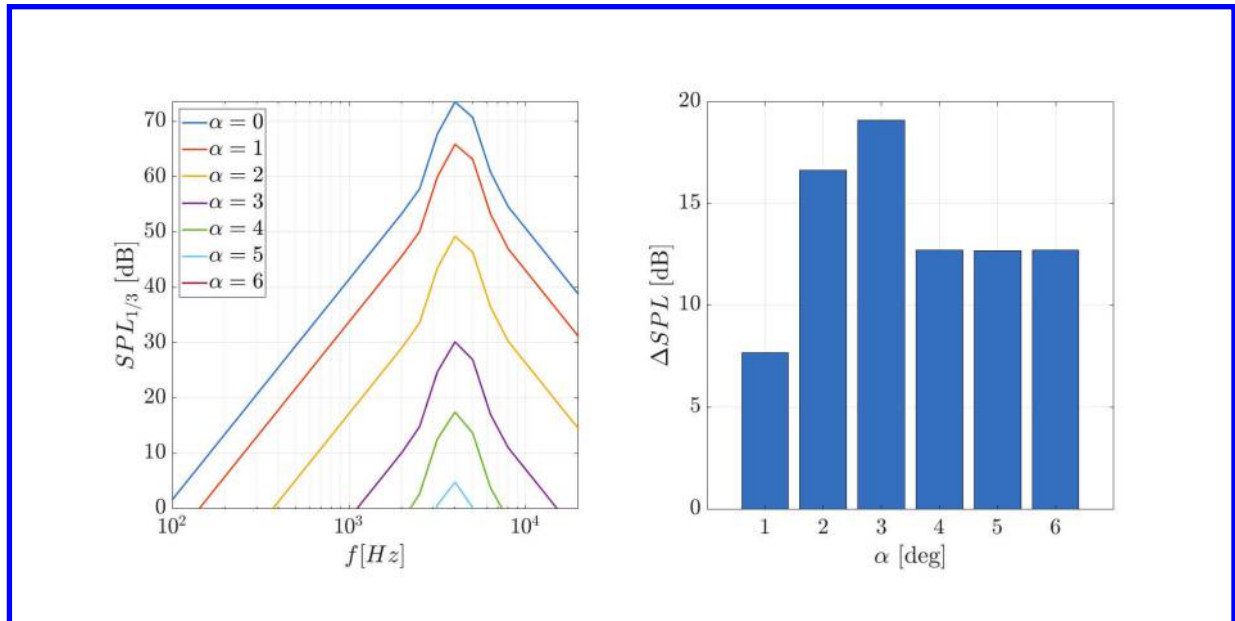 70
60
50
40
30
20
10
0
SPL_{1/3} [dB]
α = 0
α = 1
α = 2
α = 3
α = 4
α = 5
α = 6
10^2
10^3
10^4
f[Hz]
20
15
10
5
0
ΔSPL [dB]
1 2 3 4 5 6
α [deg]